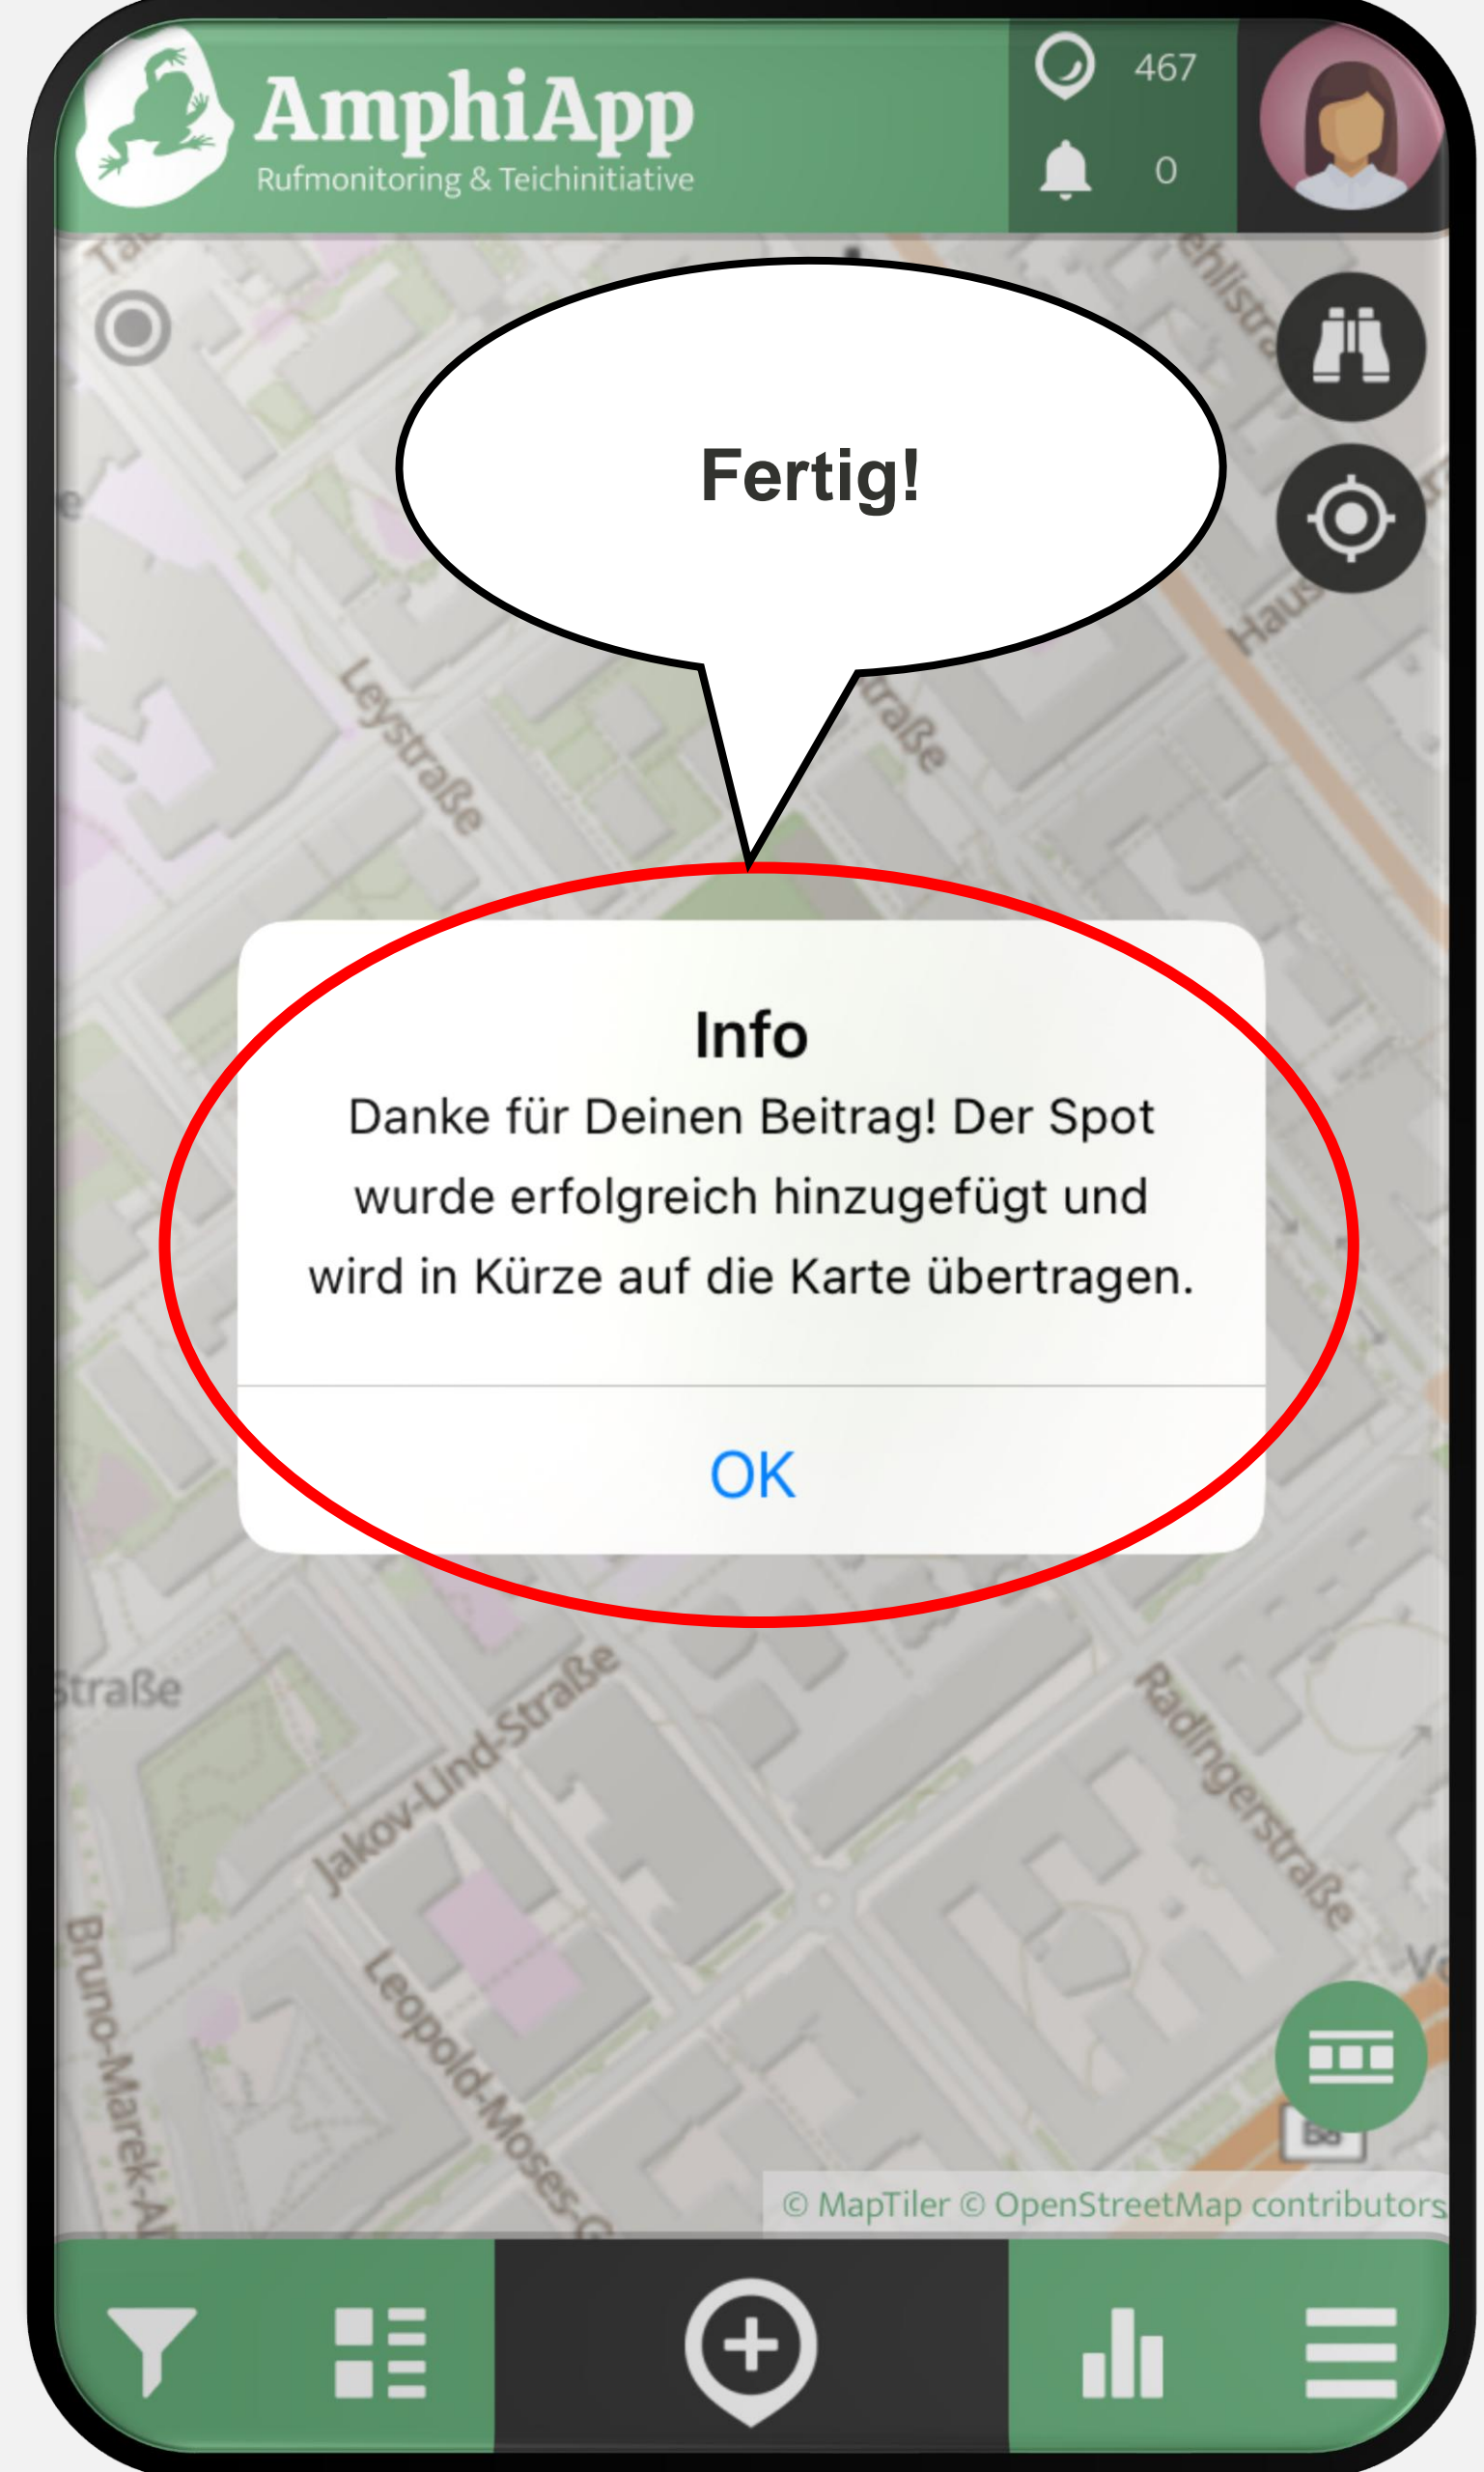 AmphiApp
Rufmonitoring & Teichinitiative
467
0
Fertig!
Leystraße
traße
Info
Danke für Deinen Beitrag! Der Spot
wurde erfolgreich hinzugefügt und
wird in Kürze auf die Karte übertragen.
OK
Straße
Jakov-Lind-Straße
Radingerstraße
Bruno-Marek-Al
Leopold-Moses-G
© MapTiler © OpenStreetMap contributors